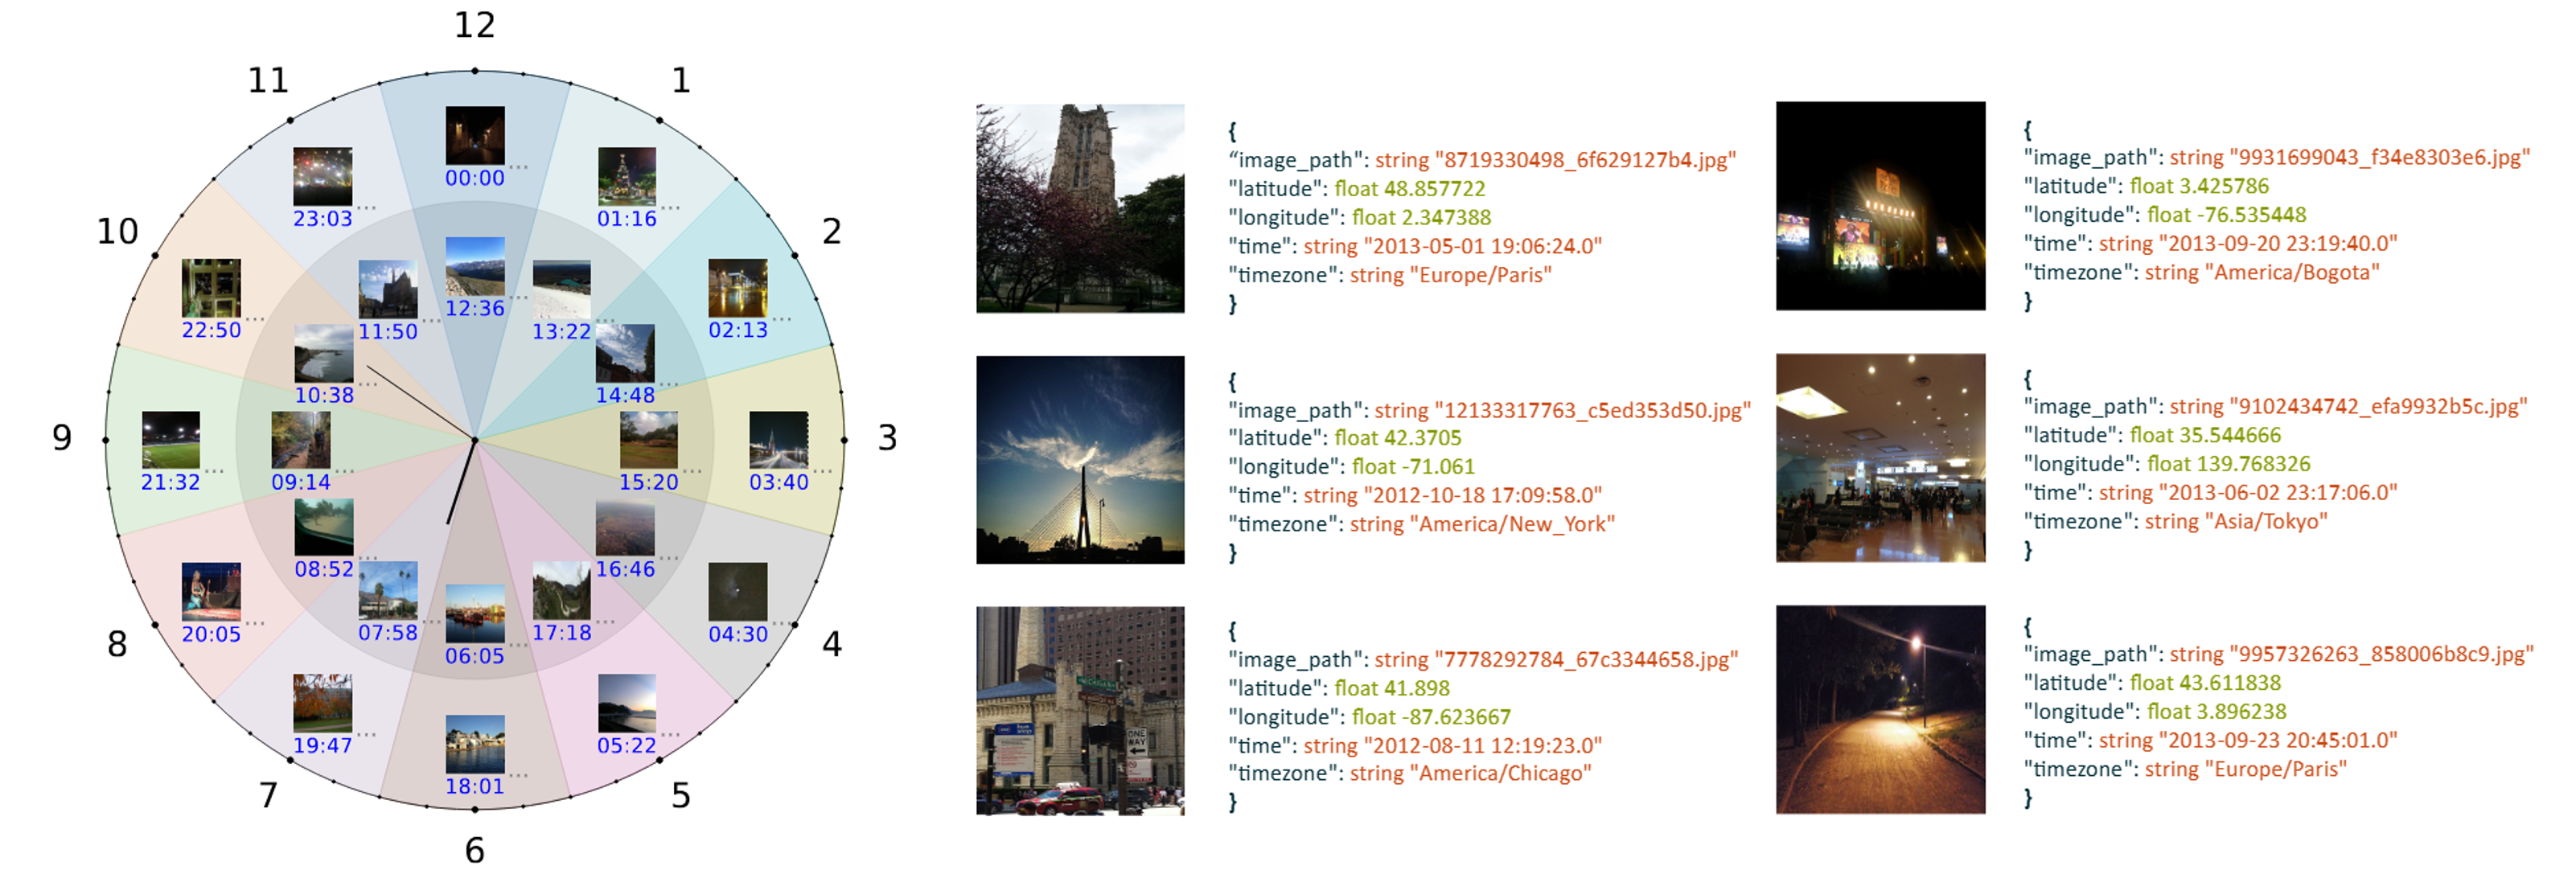 12
11
1
00:00
23:03
01:16
10
2
12:36
11:50
13:22
22:50
02:13
10:38
14:48
9
3
21:32
09:14
15:20
03:40
08:52
16:46
20:05
07:58
17:18
04:30
8
4
06:05
19:47
05:22
18:01
7
5
6
{
“image_path": string "8719330498_6f629127b4.jpg"
"latitude": float 48.857722
"longitude": float 2.347388
"time": string "2013-05-01 19:06:24.0"
"timezone": string "Europe/Paris"
}
{
"image_path": string "12133317763_c5ed353d50.jpg"
"latitude": float 42.3705
"longitude": float -71.061
"time": string "2012-10-18 17:09:58.0"
"timezone": string "America/New_York"
}
ONE
WAY
{
"image_path": string "7778292784_67c3344658.jpg"
"latitude": float 41.898
"longitude": float -87.623667
"time": string "2012-08-11 12:19:23.0"
"timezone": string "America/Chicago"
}
{
"image_path": string "9931699043_f34e8303e6.jpg"
"latitude": float 3.425786
"longitude": float -76.535448
"time": string "2013-09-20 23:19:40.0"
"timezone": string "America/Bogota"
}
{
"image_path": string "9102434742_efa9932b5c.jpg"
"latitude": float 35.544666
"longitude": float 139.768326
"time": string "2013-06-02 23:17:06.0"
"timezone": string "Asia/Tokyo"
}
{
"image_path": string "9957326263_858006b8c9.jpg"
"latitude": float 43.611838
"longitude": float 3.896238
"time": string "2013-09-23 20:45:01.0"
"timezone": string "Europe/Paris"
}